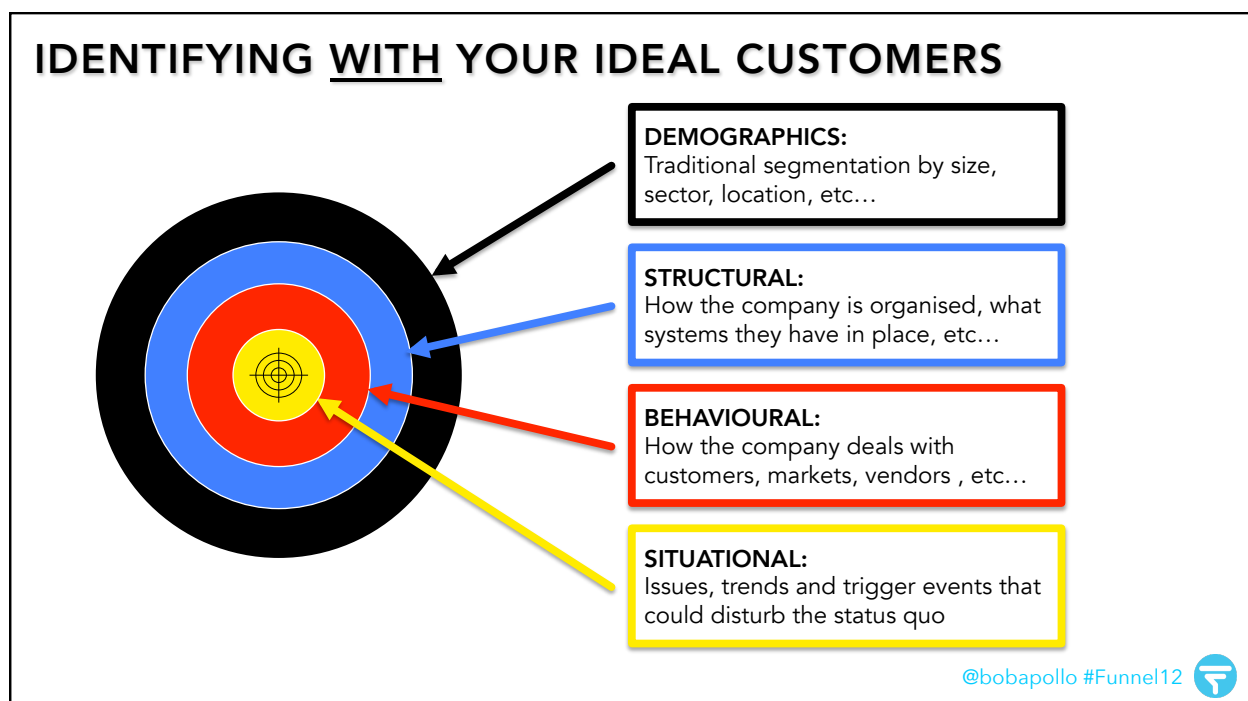 IDENTIFYING WITH YOUR IDEAL CUSTOMERS
DEMOGRAPHICS:
Traditional segmentation by size,
sector, location, etc…
STRUCTURAL:
How the company is organised, what
systems they have in place, etc…
BEHAVIOURAL:
How the company deals with
customers, markets, vendors , etc…
SITUATIONAL:
Issues, trends and trigger events that
could disturb the status quo
@bobapollo #Funnel12